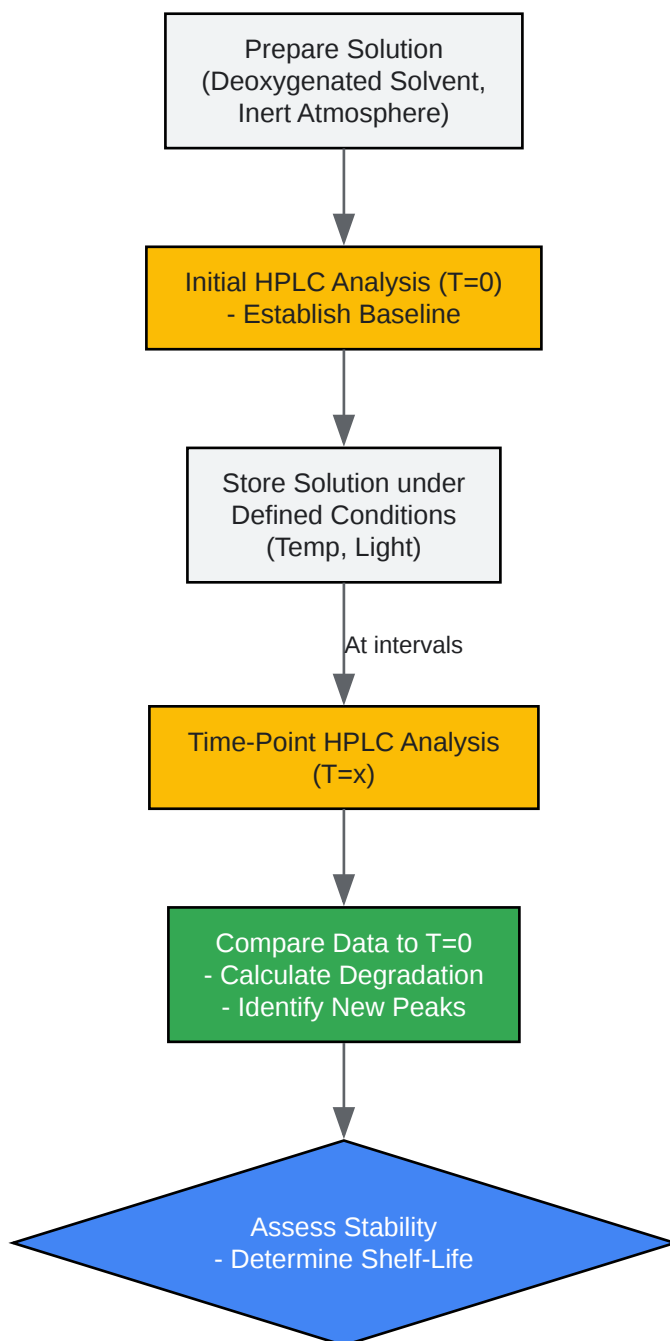 Prepare Solution
(Deoxygenated Solvent,
Inert Atmosphere)
Initial HPLC Analysis (T=0)
- Establish Baseline
Store Solution under
Defined Conditions
(Temp, Light)
At intervals
Time-Point HPLC Analysis
(T=x)
Compare Data to T=0
- Calculate Degradation
- Identify New Peaks
Assess Stability
- Determine Shelf-Life